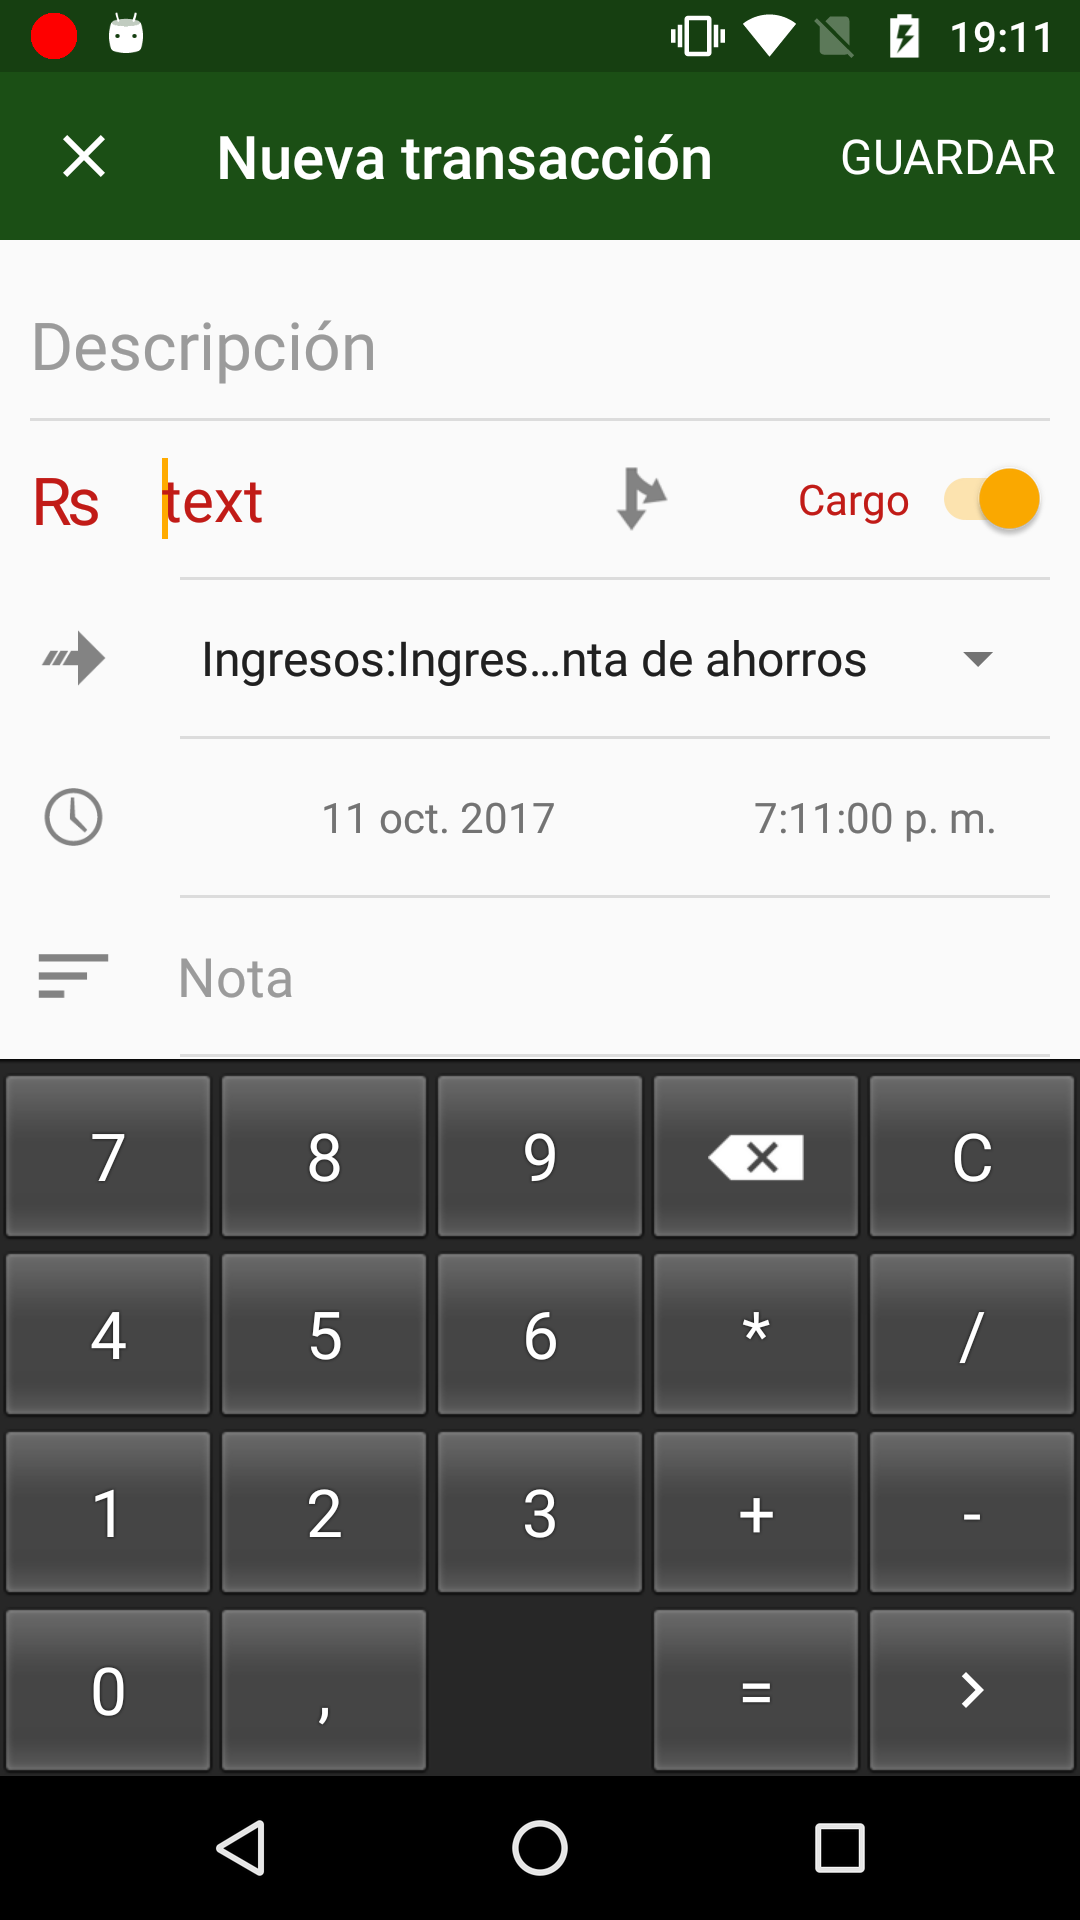 19:11
Nueva transacción GUARDAR
Descripción
Rs text Cargo
Ingresos:Ingres...nta de ahorros
11 oct. 2017 7:11:00 p. m.
Nota
7 8 9 C
4 5 6 * /
1 2 3 + -
0 , = >